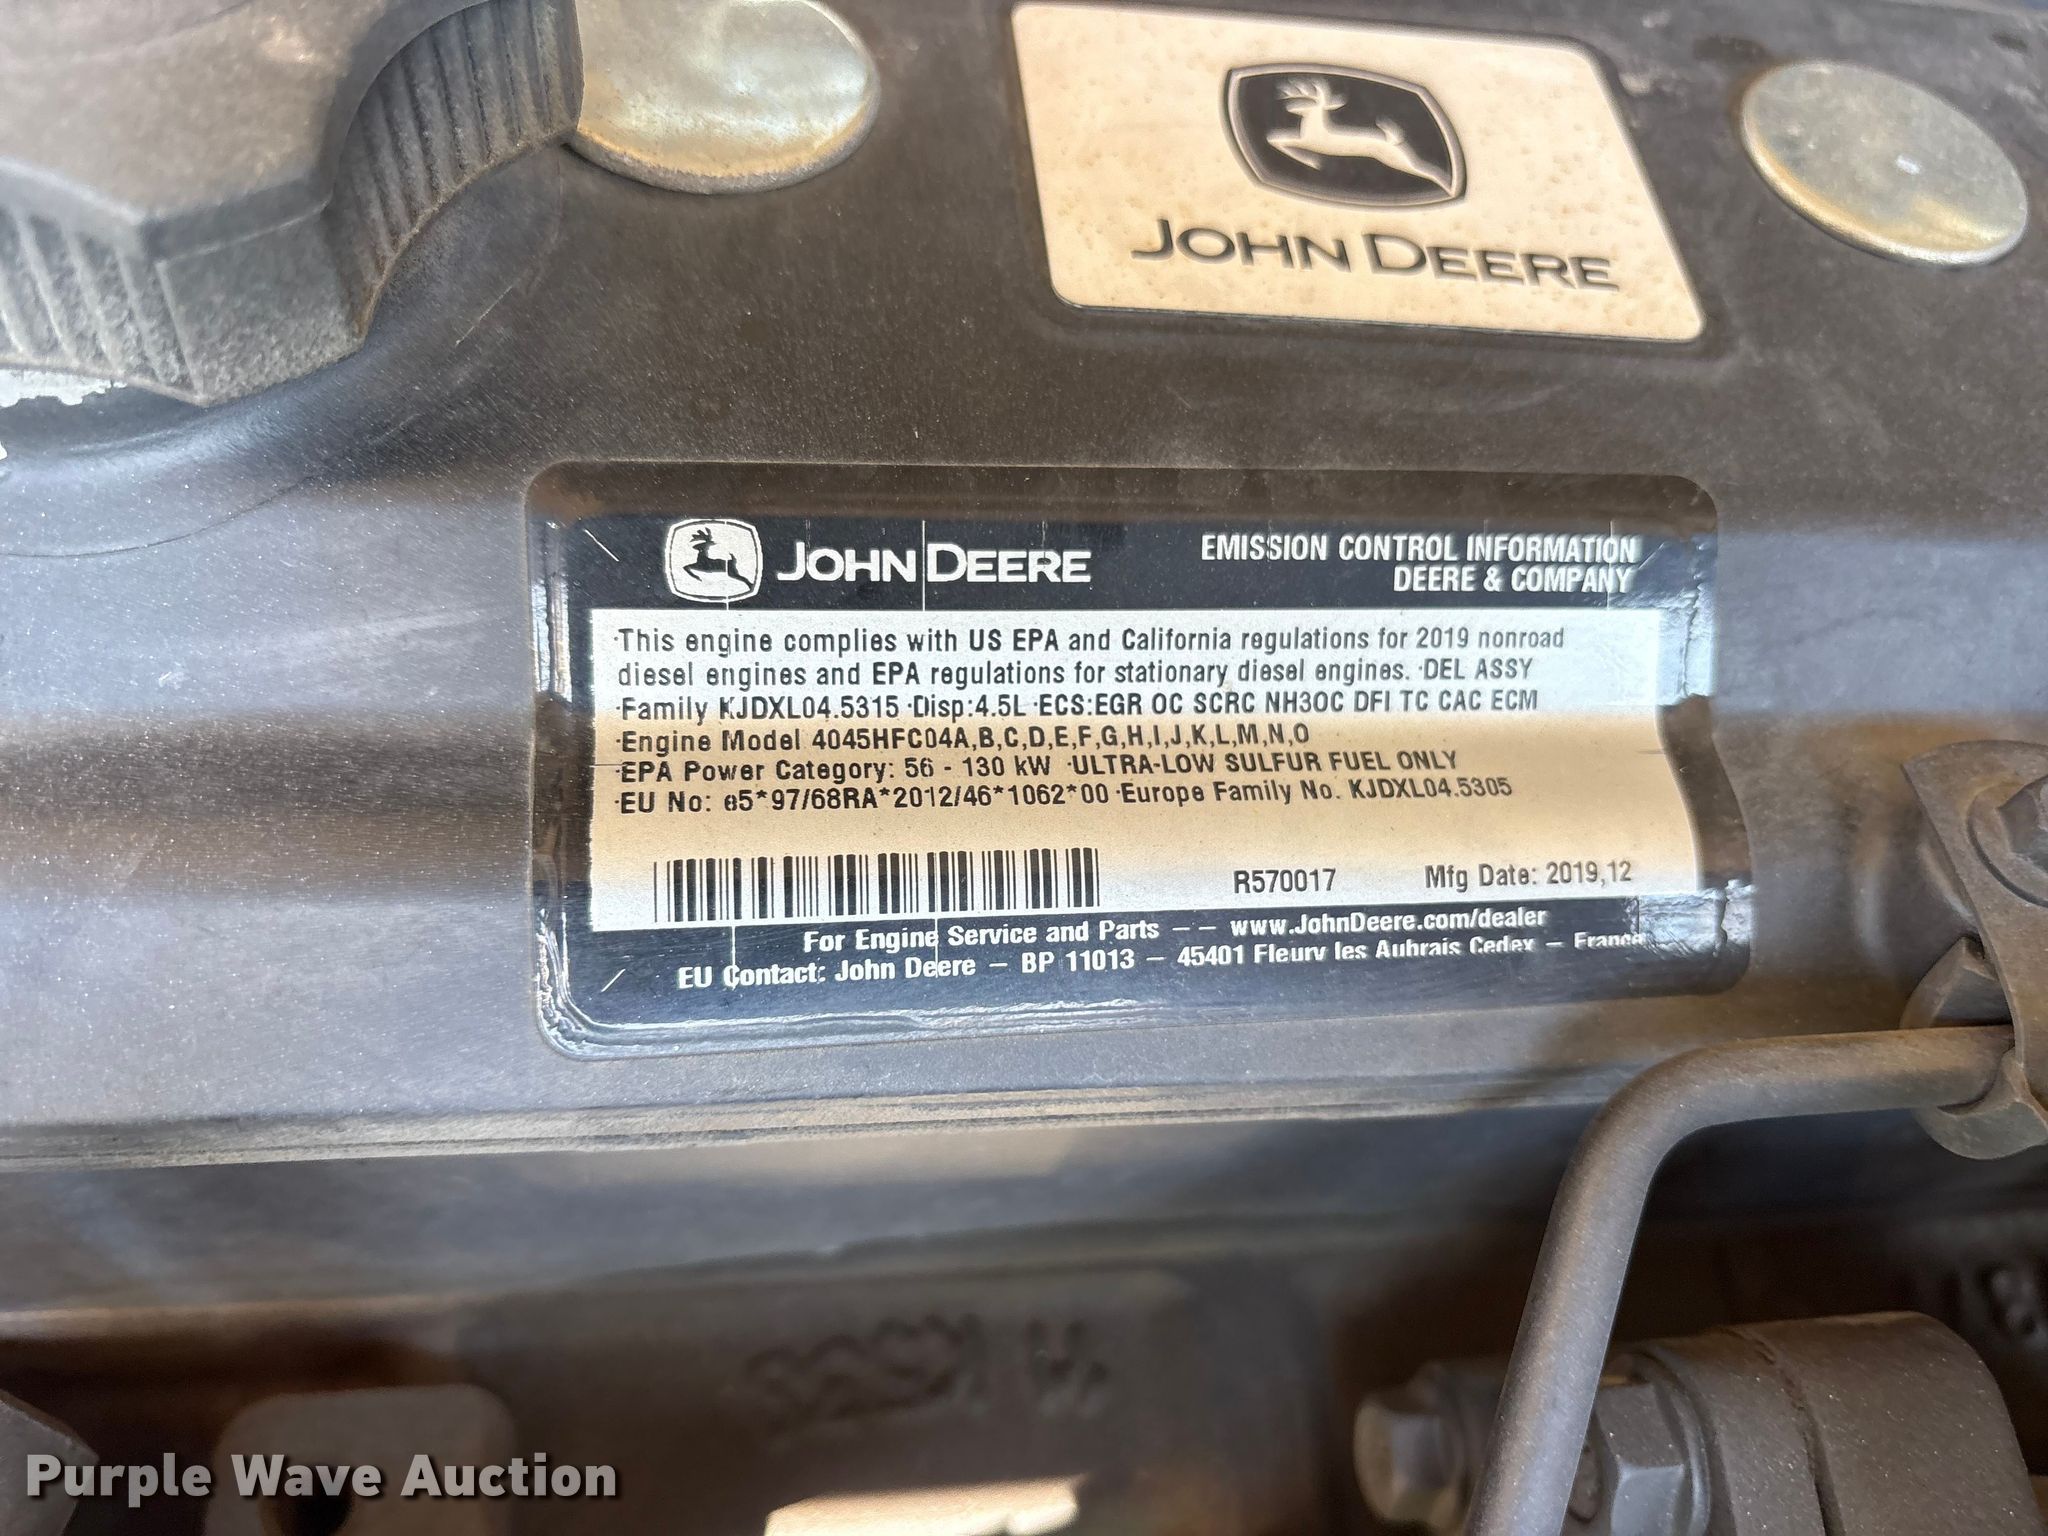 JOHN DEERE
JOHN DEERE
EMISSION CONTROL INFORMATION
DEERE & COMPANY
·This engine complies with US EPA and California regulations for 2019 nonroad
diesel engines and EPA regulations for stationary diesel engines. ·DEL ASSY
·Family KJDXL04.5315 ·Disp:4.5L ·ECS:EGR OC SCRC NH3OC DFI TC CAC ECM
·Engine Model 4045HFC04A,B,C,D,E,F,G,H,I,J,K,L,M,N,O
·EPA Power Category: 56 - 130 kW ·ULTRA-LOW SULFUR FUEL ONLY
·EU No: e5*97/68RA*2012/46*1062*00 ·Europe Family No. KJDXL04.5305
R570017 Mfg Date: 2019,12
For Engine Service and Parts – – www.JohnDeere.com/dealer
EU Contact: John Deere – BP 11013 – 45401 Fleury les Aubrais Cedex – France
Purple Wave Auction